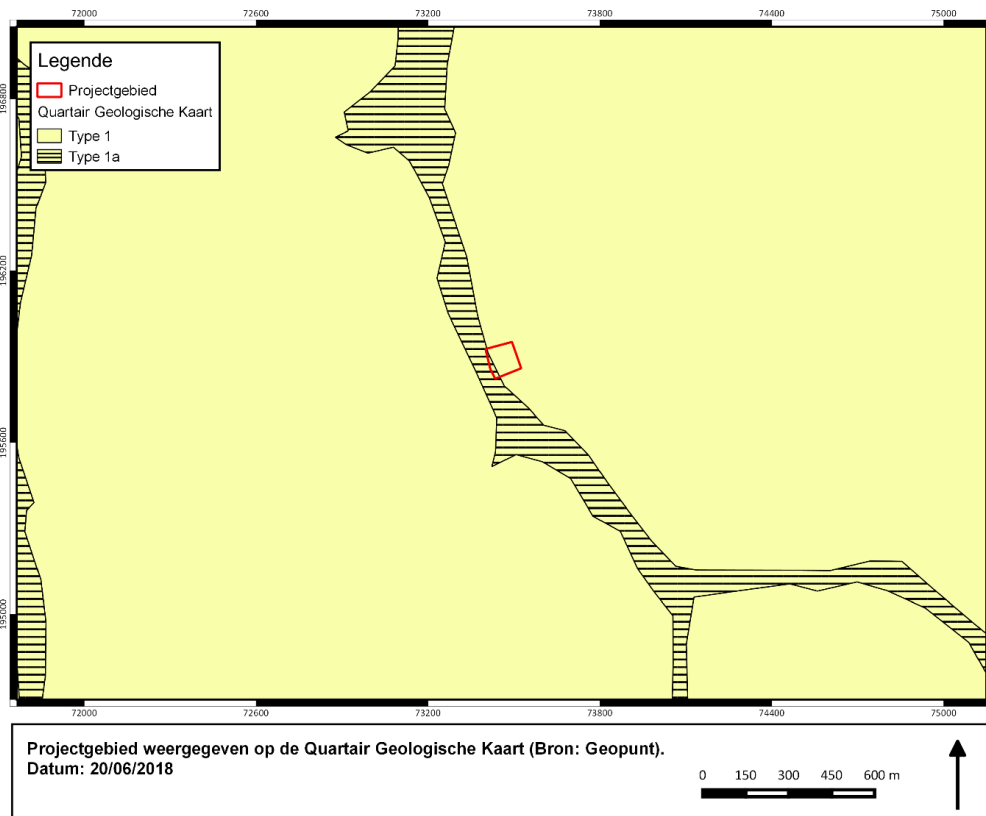 72000 72600 73200 73800 74400 75000
Legende
Projectgebied
Quartair Geologische Kaart
Type 1
Type 1a
196800
196200
195600
195000
72000 72600 73200 73800 74400 75000
Projectgebied weergegeven op de Quartair Geologische Kaart (Bron: Geopunt).
Datum: 20/06/2018
0 150 300 450 600 m